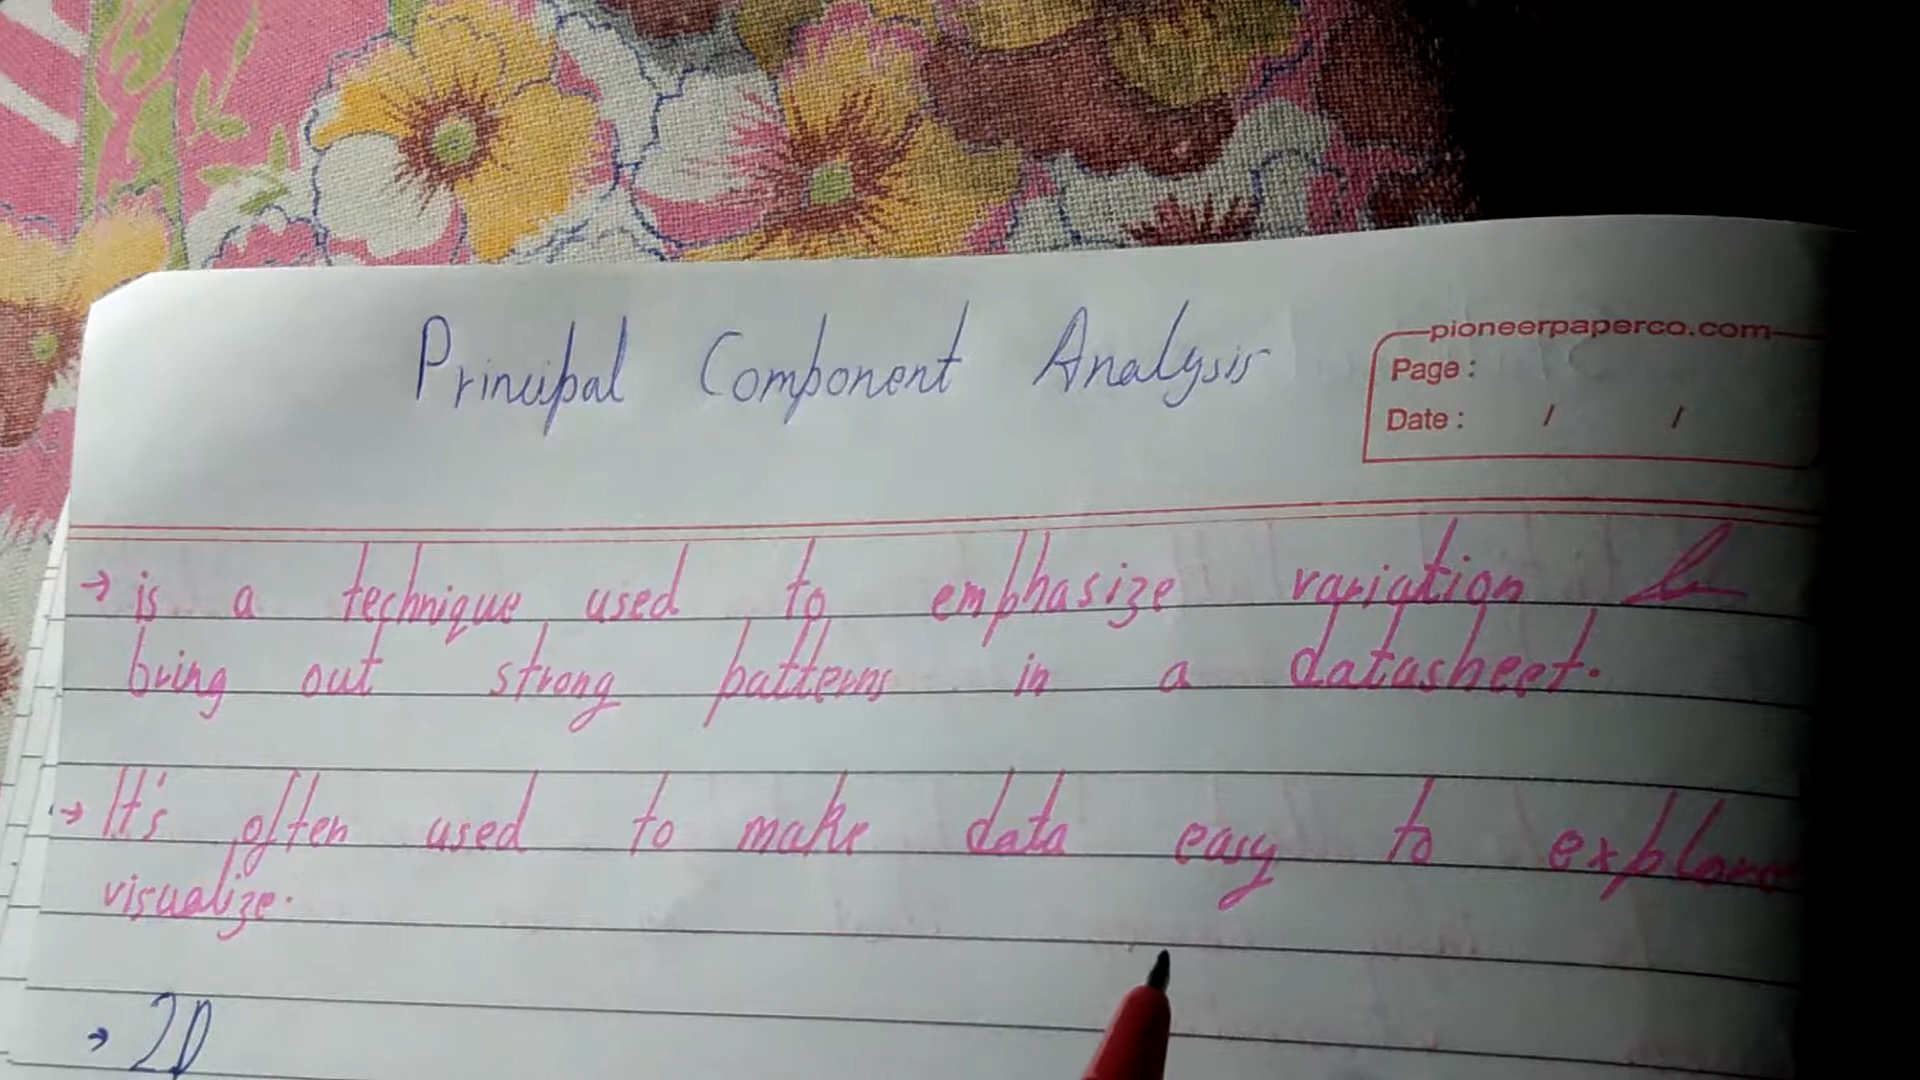 Principal Component Analysis
pioneerpaperco.com
Page :
Date : / /
→ is a technique used to emphasize variation &
bring out strong patterns in a datasheet.
→ It's often used to make data easy to explore
visualize.
→ 2D